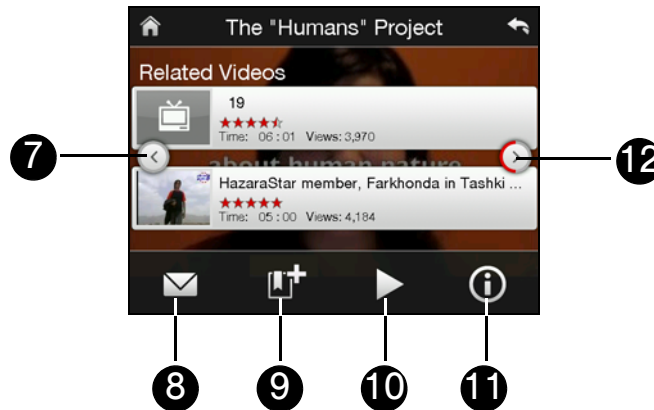 The "Humans" Project
Related Videos
19
Time: 06:01 Views: 3,970
7
12
about human nature
HazaraStar member, Farkhonda in Tashki ...
Time: 05:00 Views: 4,184
8
9
10
11